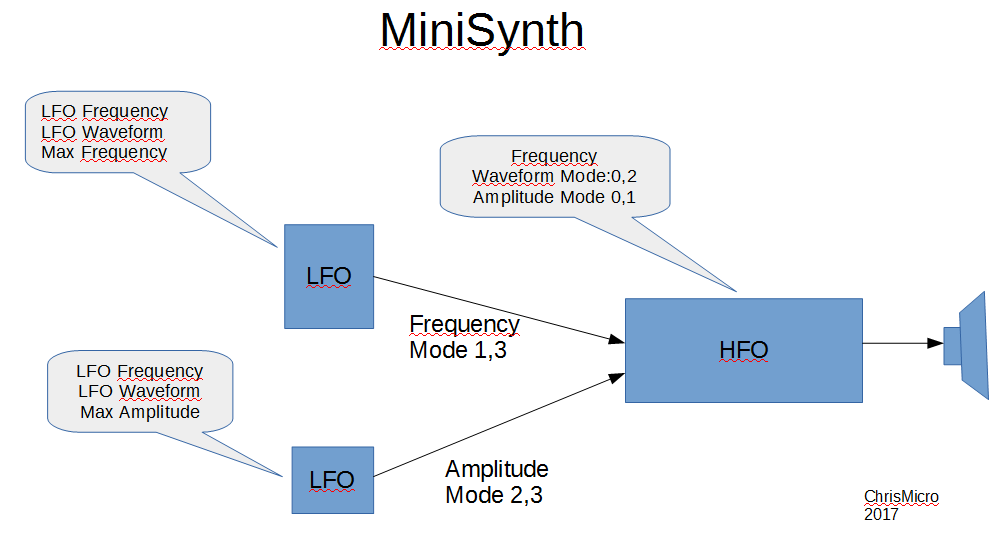 MiniSynth
LFO Frequency
LFO Waveform
Max Frequency
Frequency
Waveform Mode:0,2
Amplitude Mode 0,1
LFO
Frequency
Mode 1,3
HFO
LFO Frequency
LFO Waveform
Max Amplitude
LFO
Amplitude
Mode 2,3
ChrisMicro
2017